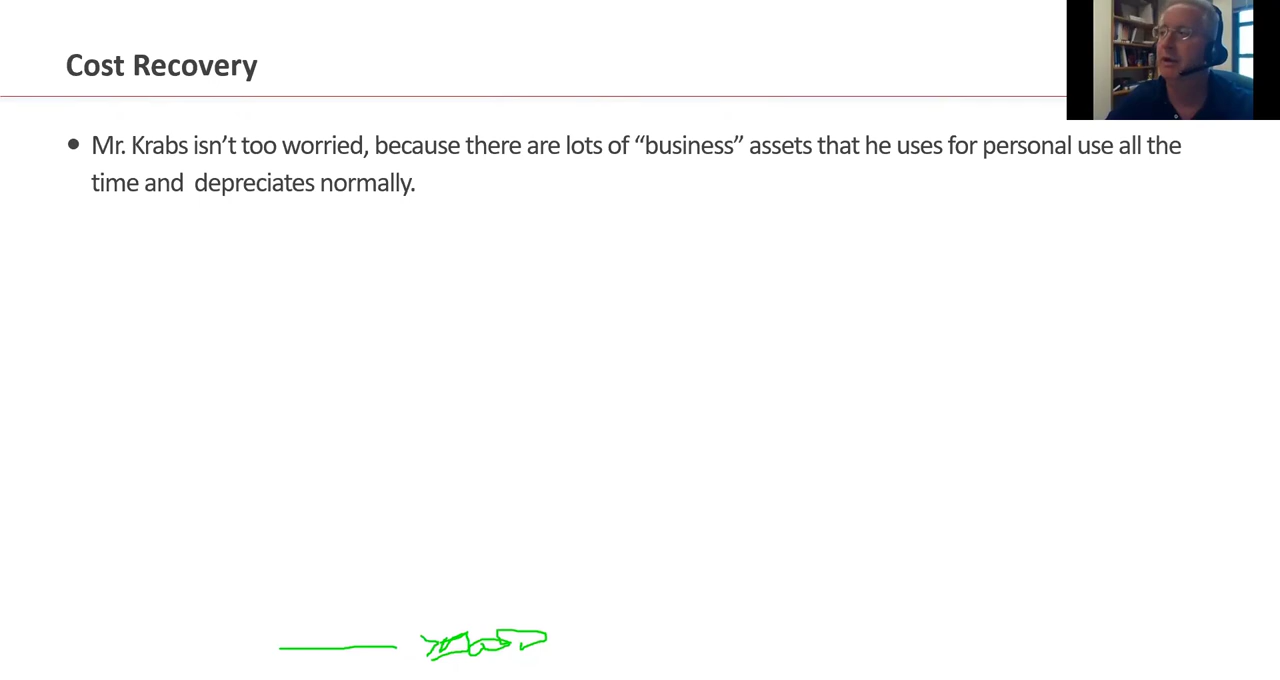 Cost Recovery
Mr. Krabs isn’t too worried, because there are lots of “business” assets that he uses for personal use all the
time and depreciates normally.